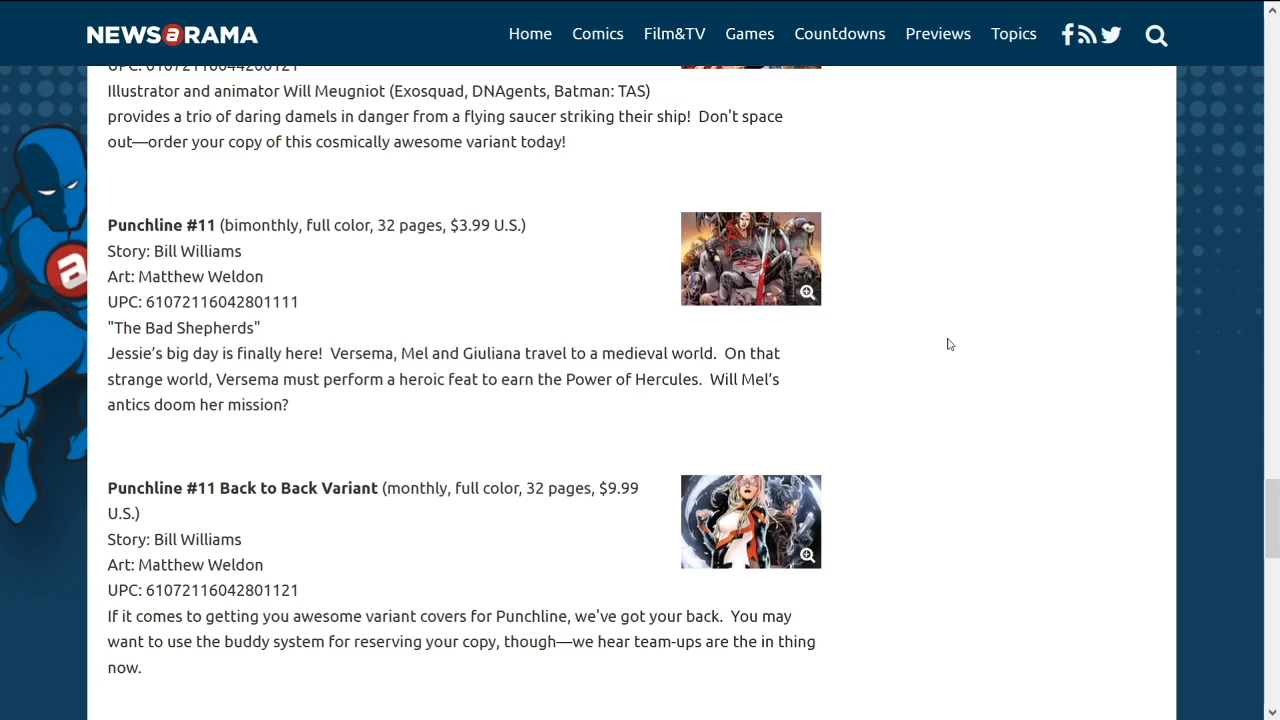 NEWSaRAMA
Home Comics Film&TV Games Countdowns Previews Topics
UPC: 61072116044200121
Illustrator and animator Will Meugniot (Exosquad, DNAgents, Batman: TAS)
provides a trio of daring damels in danger from a flying saucer striking their ship! Don't space
out—order your copy of this cosmically awesome variant today!
Punchline #11 (bimonthly, full color, 32 pages, $3.99 U.S.)
Story: Bill Williams
Art: Matthew Weldon
UPC: 61072116042801111
"The Bad Shepherds"
Jessie’s big day is finally here! Versema, Mel and Giuliana travel to a medieval world. On that
strange world, Versema must perform a heroic feat to earn the Power of Hercules. Will Mel’s
antics doom her mission?
Punchline #11 Back to Back Variant (monthly, full color, 32 pages, $9.99
U.S.)
Story: Bill Williams
Art: Matthew Weldon
UPC: 61072116042801121
If it comes to getting you awesome variant covers for Punchline, we've got your back. You may
want to use the buddy system for reserving your copy, though—we hear team-ups are the in thing
now.